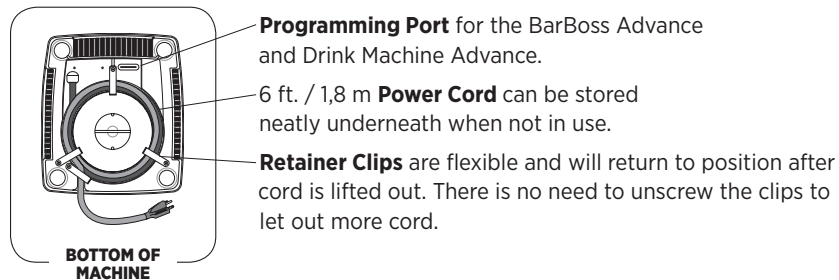 Programming Port for the BarBoss Advance
and Drink Machine Advance.
6 ft. / 1,8 m Power Cord can be stored
neatly underneath when not in use.
Retainer Clips are flexible and will return to position after
cord is lifted out. There is no need to unscrew the clips to
let out more cord.
BOTTOM OF
MACHINE